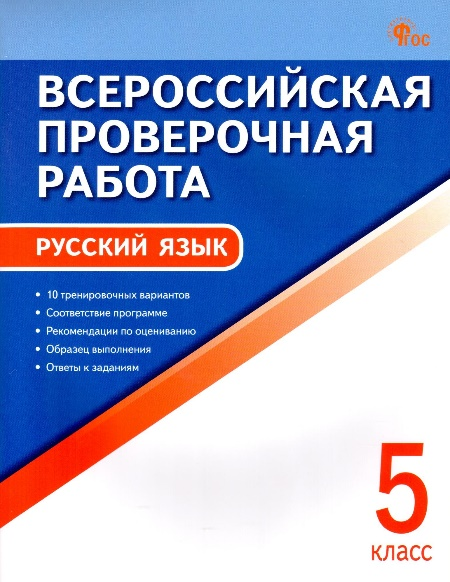 ФГОС
ВСЕРОССИЙСКАЯ
ПРОВЕРОЧНАЯ
РАБОТА
РУССКИЙ ЯЗЫК
• 10 тренировочных вариантов
• Соответствие программе
• Рекомендации по оцениванию
• Образец выполнения
• Ответы к заданиям
5
класс